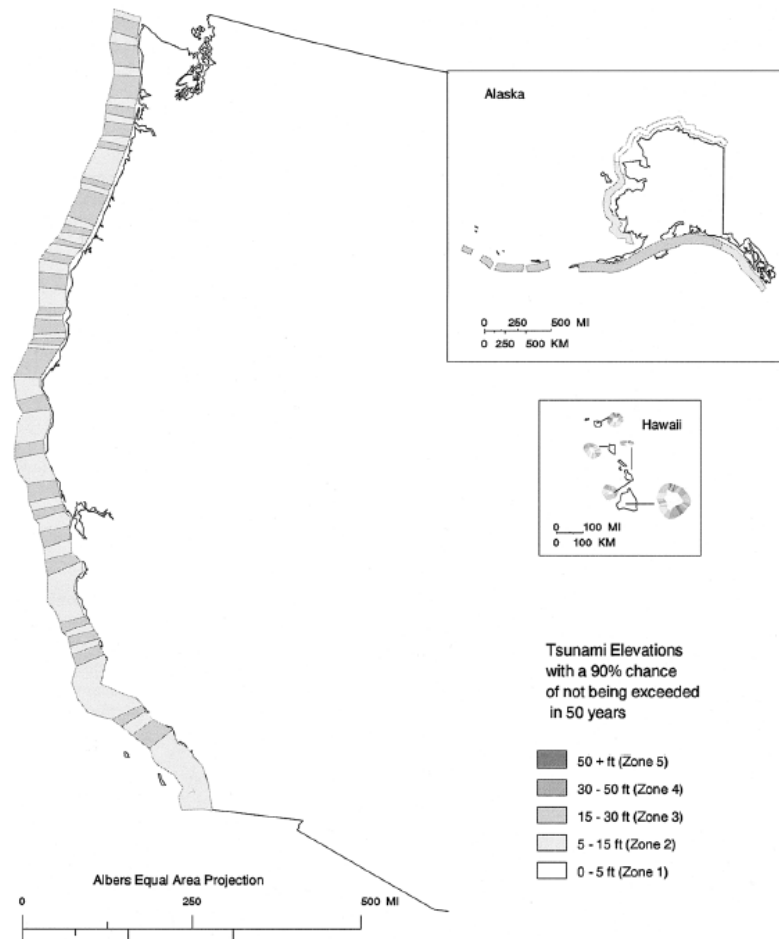 Alaska
0 250 500 MI
0 250 500 KM
Hawaii
0 100 MI
0 100 KM
Tsunami Elevations
with a 90% chance
of not being exceeded
in 50 years
50 + ft (Zone 5)
30 - 50 ft (Zone 4)
15 - 30 ft (Zone 3)
5 - 15 ft (Zone 2)
0 - 5 ft (Zone 1)
Albers Equal Area Projection
0 250 500 MI